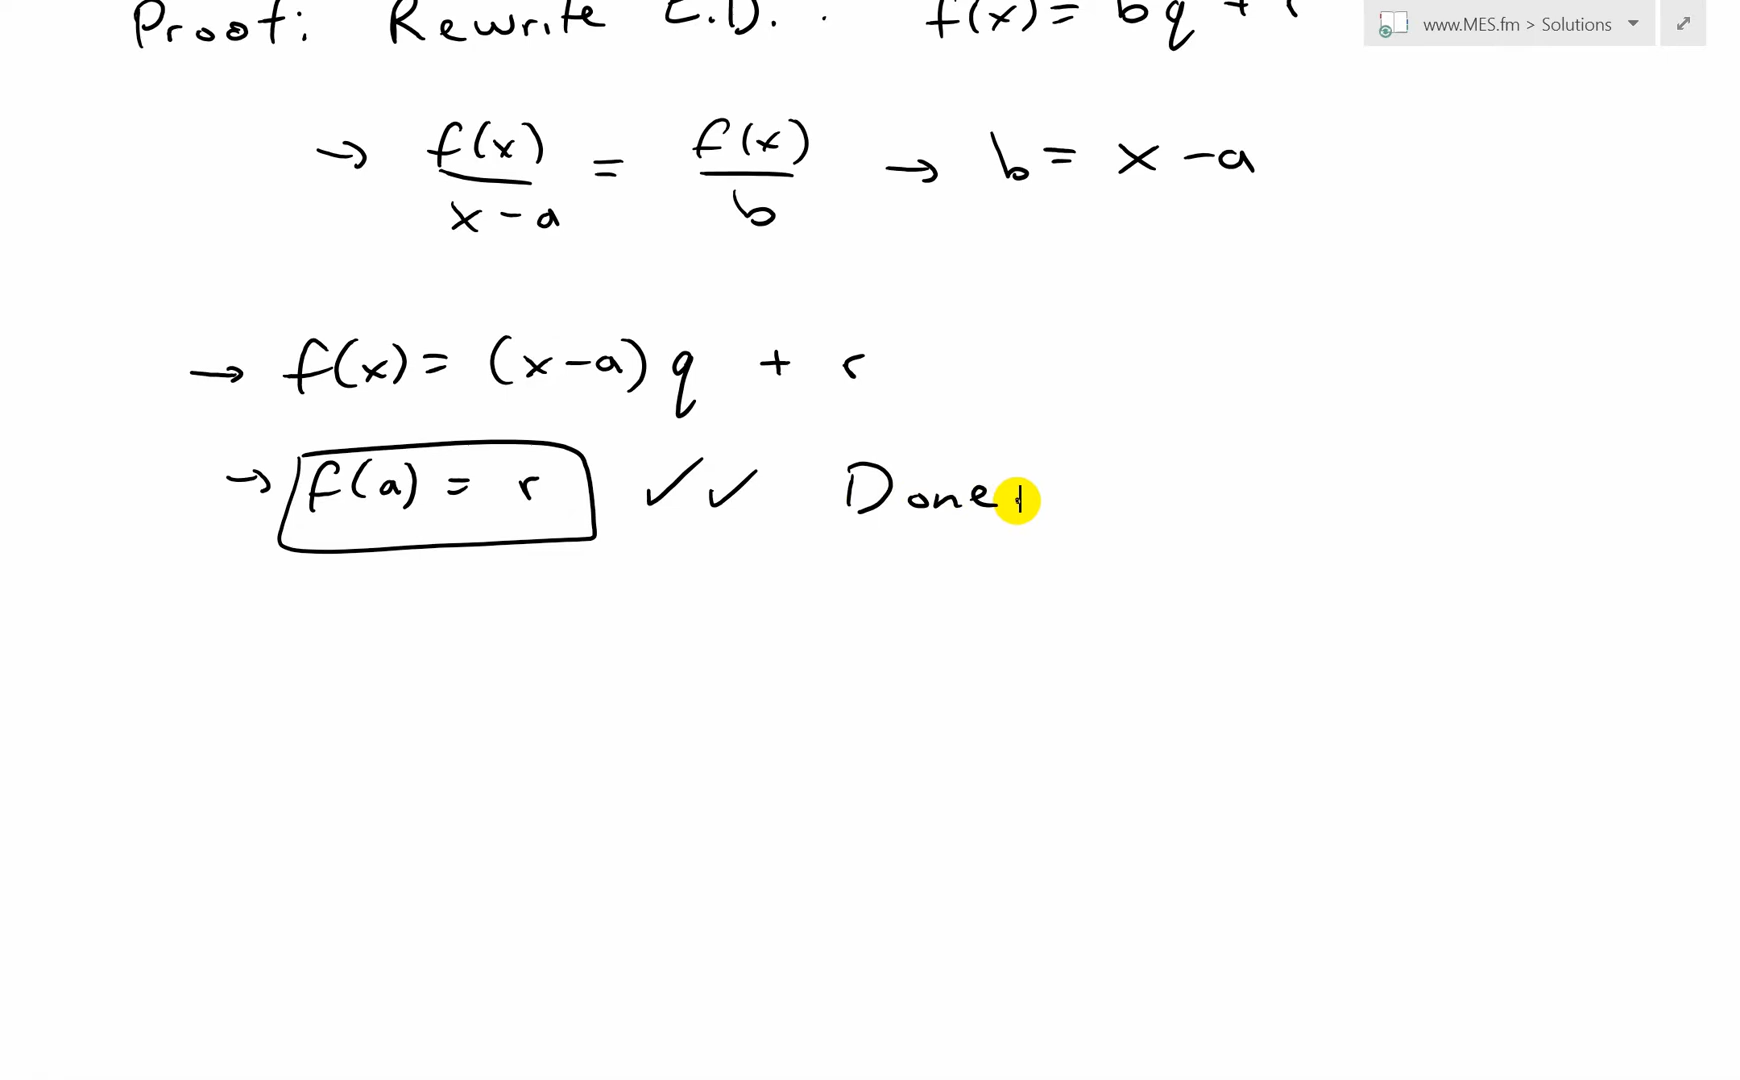 Proof: Rewrite E.D.: f(x) = bq + r
www.MES.fm > Solutions
→ f(x)/x-a = f(x)/b → b = x-a
→ f(x) = (x-a)q + r
→ f(a) = r ✓✓ Done